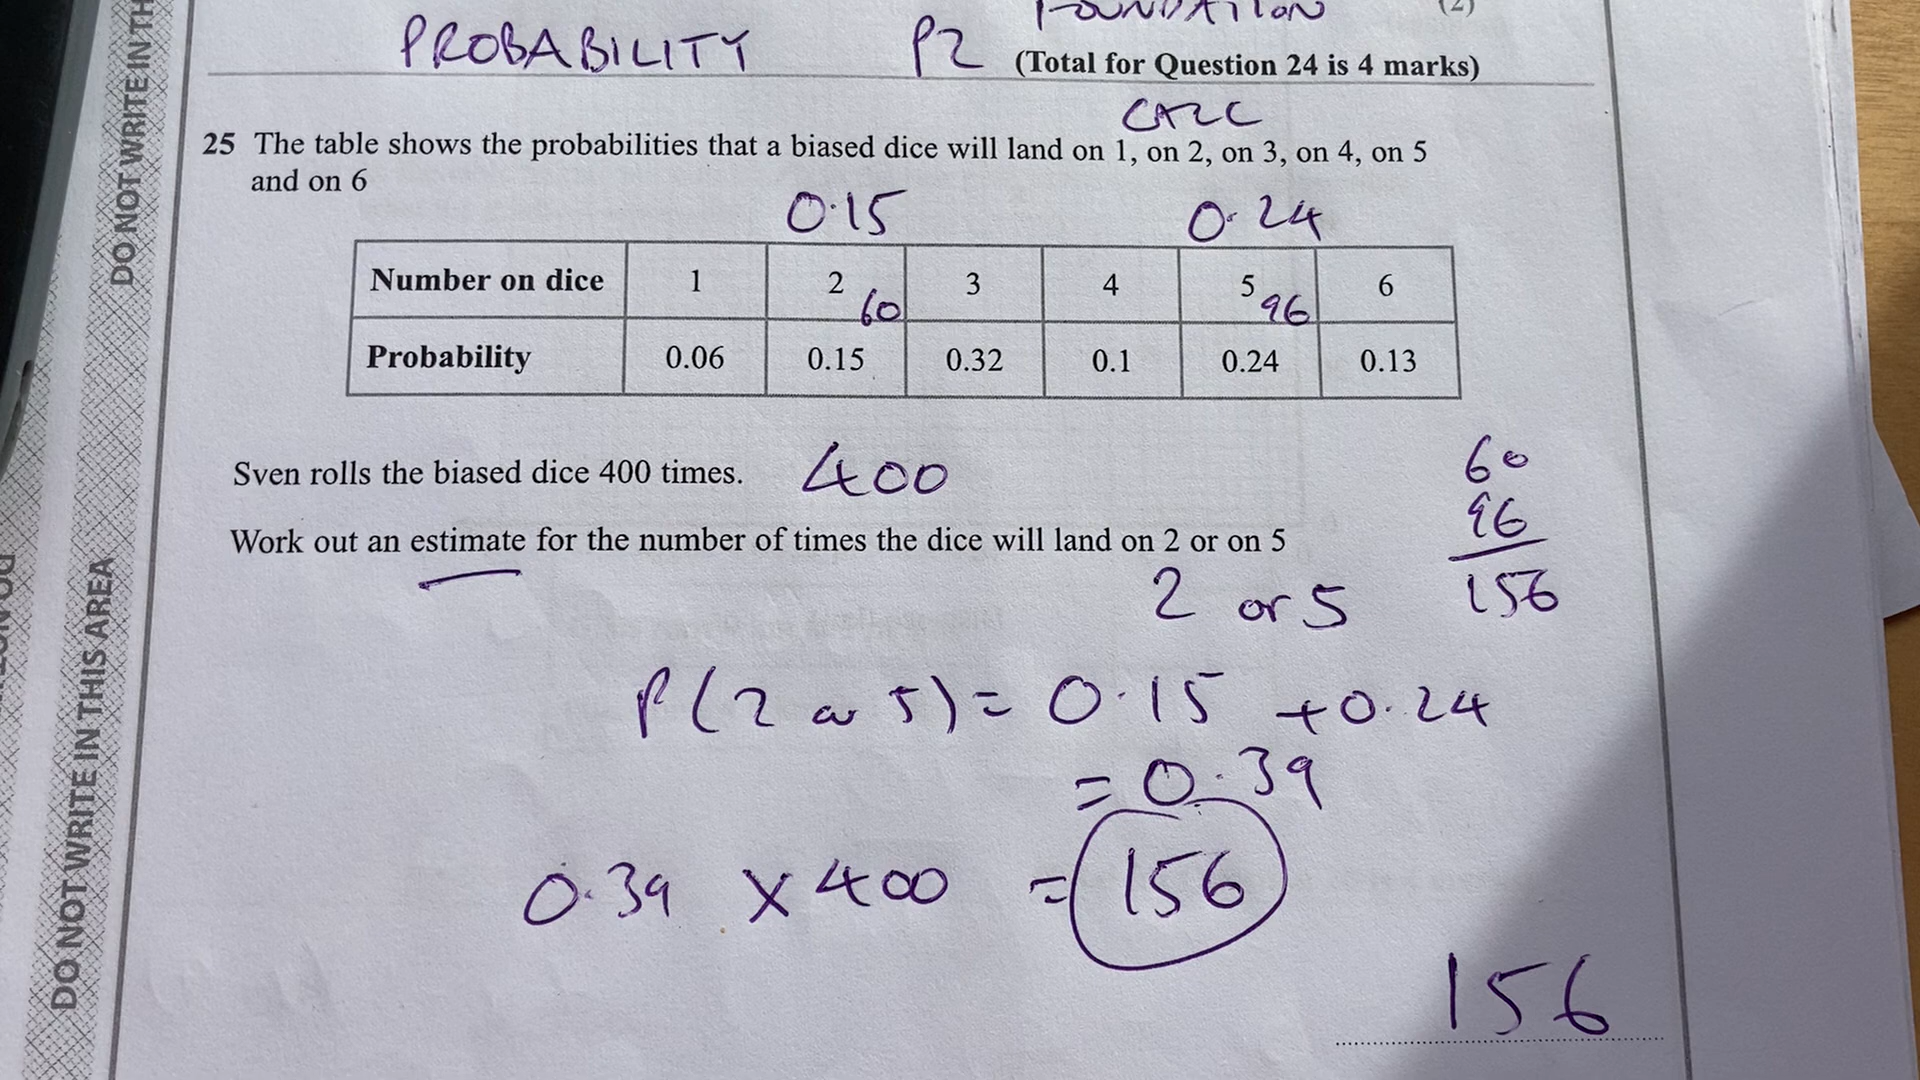 FOUNDATION (2)
PROBABILITY P2 (Total for Question 24 is 4 marks)
CALC
25 The table shows the probabilities that a biased dice will land on 1, on 2, on 3, on 4, on 5
and on 6
0.15 0.24
Number on dice 1 2 60 3 4 5 96 6
Probability 0.06 0.15 0.32 0.1 0.24 0.13
Sven rolls the biased dice 400 times. 400
60
96
156
Work out an estimate for the number of times the dice will land on 2 or on 5
2 or 5
P(2 or 5) = 0.15 + 0.24
= 0.39
0.39 × 400 = 156
156
DO NOT WRITE IN TH
DO NOT WRITE IN THIS AREA